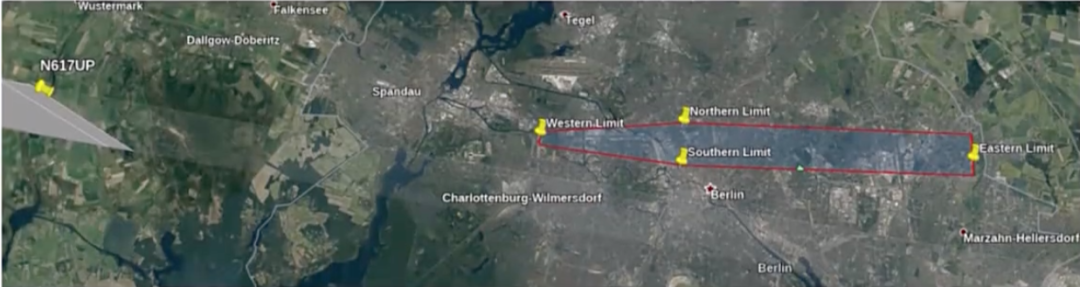 Wustermark
Falkensee
Tegel
Dallgow-Doberitz
N617UP
Spandau
Northern Limit
Western Limit
Southern Limit
Eastern Limit
Charlottenburg-Wilmersdorf
Berlin
Marzahn-Hellersdorf
Berlin